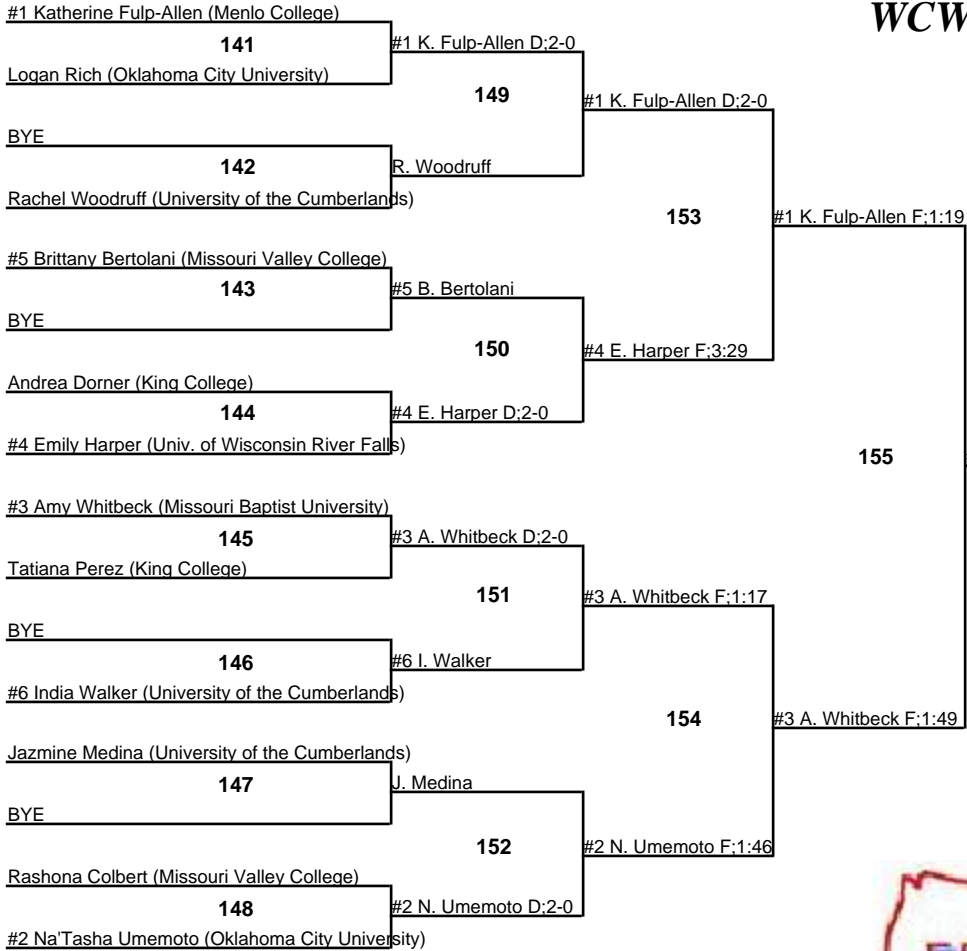 WCW
#1 Katherine Fulp-Allen (Menlo College)
141
Logan Rich (Oklahoma City University)
#1 K. Fulp-Allen D;2-0
149
BYE
142
Rachel Woodruff (University of the Cumberlands)
R. Woodruff
#1 K. Fulp-Allen D;2-0
153
#5 Brittany Bertolani (Missouri Valley College)
143
BYE
#5 B. Bertolani
150
Andrea Dorner (King College)
144
#4 Emily Harper (Univ. of Wisconsin River Falls)
#4 E. Harper D;2-0
#4 E. Harper F;3:29
#1 K. Fulp-Allen F;1:19
155
#3 Amy Whitbeck (Missouri Baptist University)
145
Tatiana Perez (King College)
#3 A. Whitbeck D;2-0
151
BYE
146
#6 India Walker (University of the Cumberlands)
#6 I. Walker
#3 A. Whitbeck F;1:17
154
Jazmine Medina (University of the Cumberlands)
147
BYE
J. Medina
152
Rashona Colbert (Missouri Valley College)
148
#2 Na'Tasha Umemoto (Oklahoma City University)
#2 N. Umemoto D;2-0
#2 N. Umemoto F;1:46
#3 A. Whitbeck F;1:49